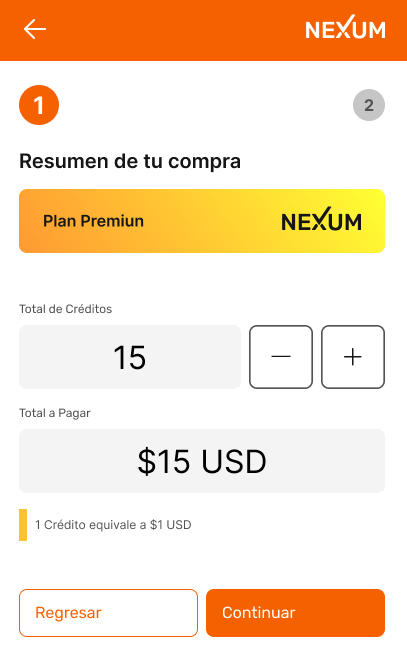 NEXUM
1
2
Resumen de tu compra
Plan Premiun
NEXUM
Total de Créditos
15
Total a Pagar
$15 USD
1 Crédito equivale a $1 USD
Regresar
Continuar